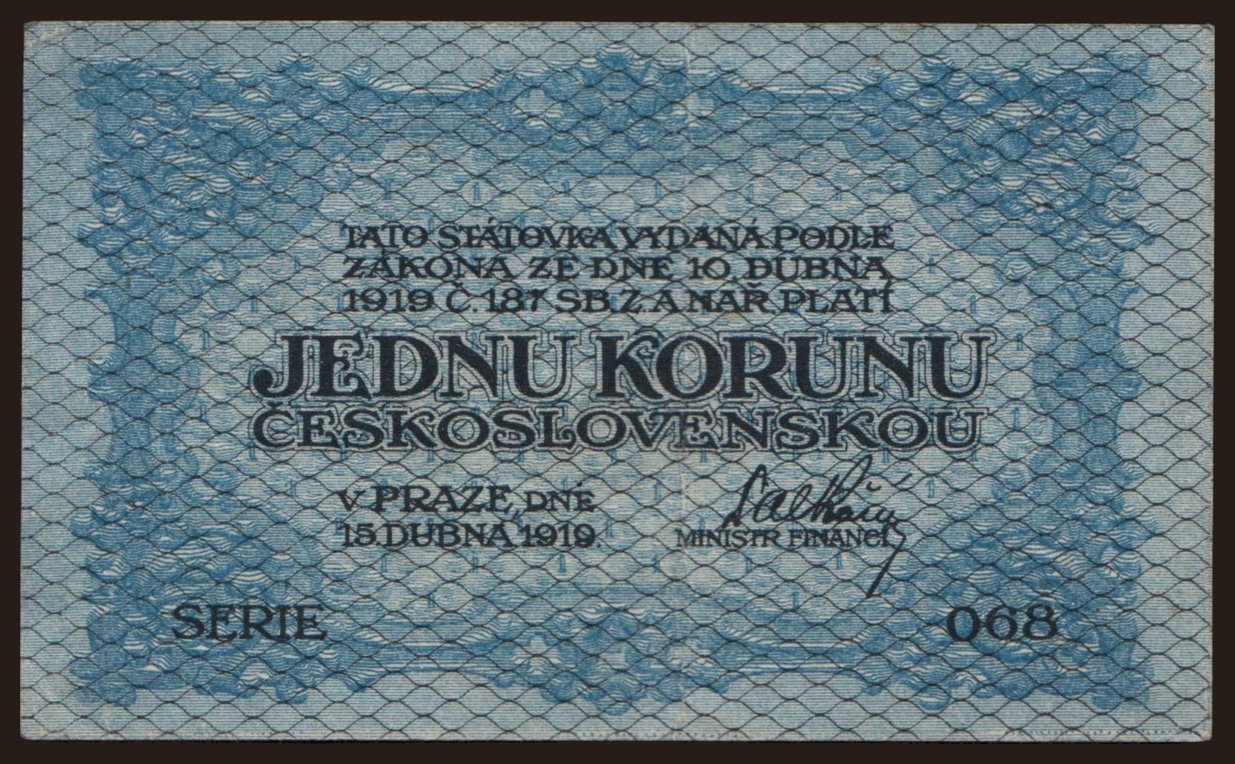 TATO STÁTOVKA VYDANÁ PODLE
ZÁKONA ZE DNE 10. DUBNA
1919 Č. 187 SB. Z. A NAŘ. PLATÍ
JEDNU KORUNU
ČESKOSLOVENSKOU
V PRAZE, DNE
15. DUBNA 1919.
MINISTR FINANCÍ
SERIE
068